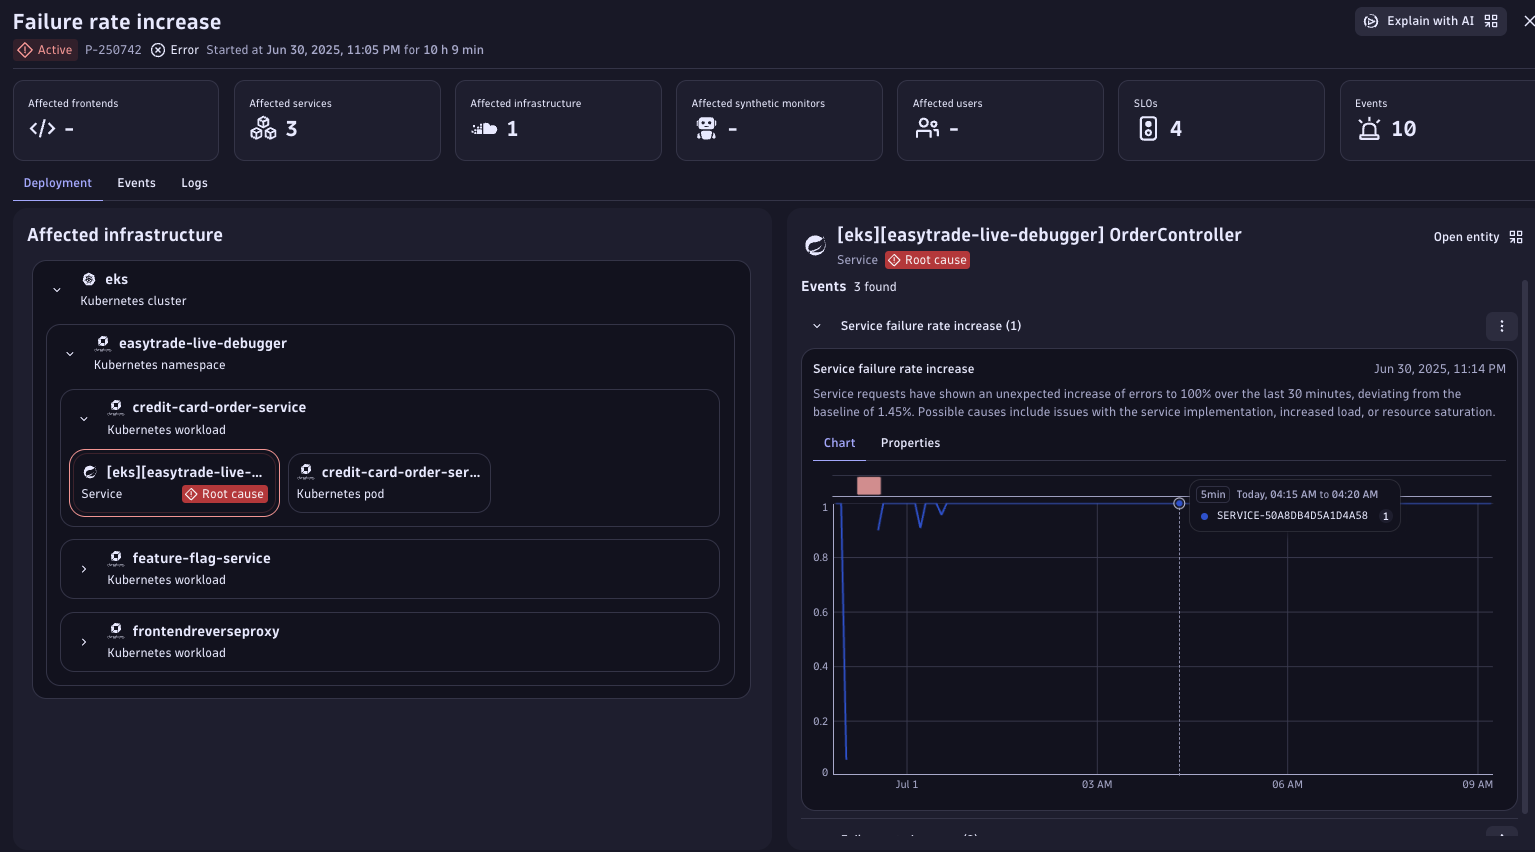 Failure rate increase
Explain with AI
Active P-250742 Error Started at Jun 30, 2025, 11:05 PM for 10 h 9 min
Affected frontends
-
Affected services
3
Affected infrastructure
1
Affected synthetic monitors
-
Affected users
-
SLOs
4
Events
10
Deployment Events Logs
Affected infrastructure
eks
Kubernetes cluster
easytrade-live-debugger
Kubernetes namespace
credit-card-order-service
Kubernetes workload
[eks][easytrade-live-...
Service Root cause
credit-card-order-ser...
Kubernetes pod
feature-flag-service
Kubernetes workload
frontendreverseproxy
Kubernetes workload
[eks][easytrade-live-debugger] OrderController
Service Root cause
Open entity
Events 3 found
Service failure rate increase (1)
Service failure rate increase
Jun 30, 2025, 11:14 PM
Service requests have shown an unexpected increase of errors to 100% over the last 30 minutes, deviating from the
baseline of 1.45%. Possible causes include issues with the service implementation, increased load, or resource saturation.
Chart Properties
5min Today, 04:15 AM to 04:20 AM
SERVICE-50A8DB4D5A1D4A58 1
1
0.8
0.6
0.4
0.2
0
Jul 1 03 AM 06 AM 09 AM